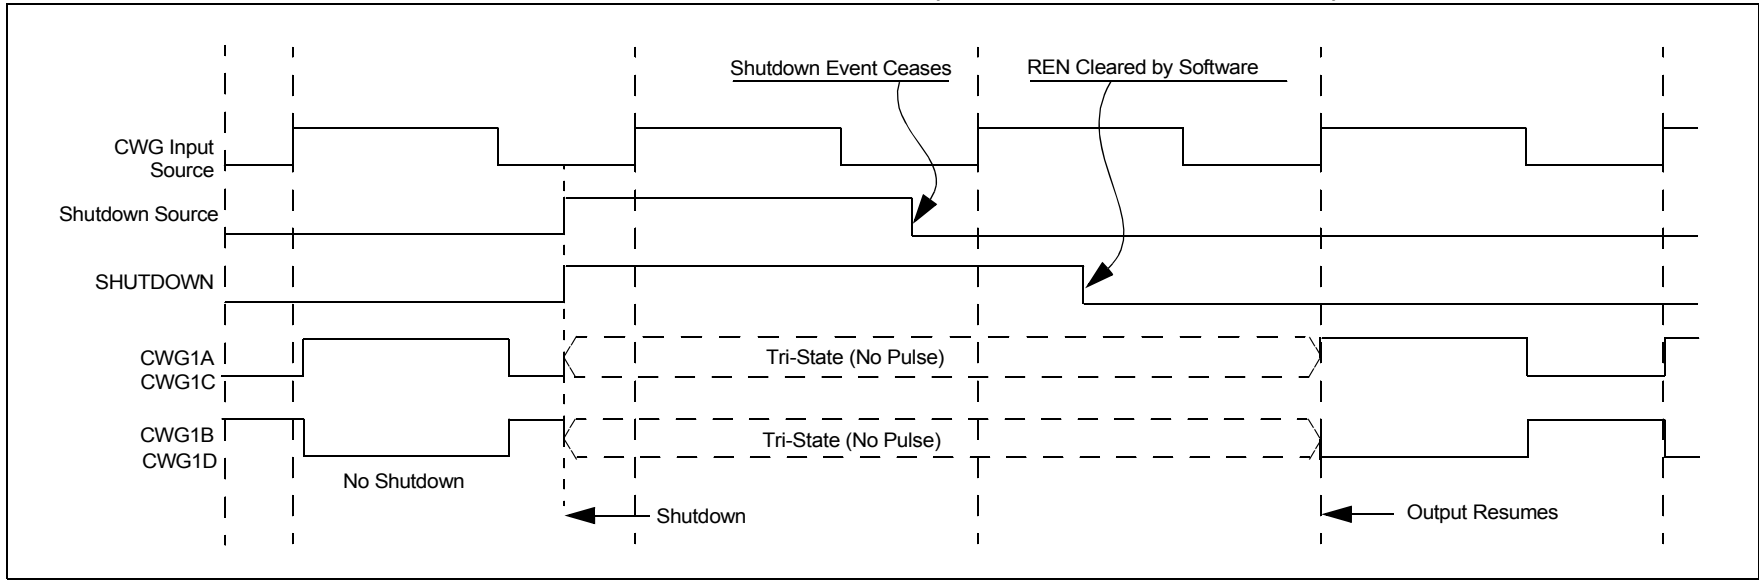 Shutdown Event Ceases
REN Cleared by Software
CWG Input
Source
Shutdown Source
SHUTDOWN
CWG1A
CWG1C
Tri-State (No Pulse)
CWG1B
CWG1D
Tri-State (No Pulse)
No Shutdown
Shutdown
Output Resumes